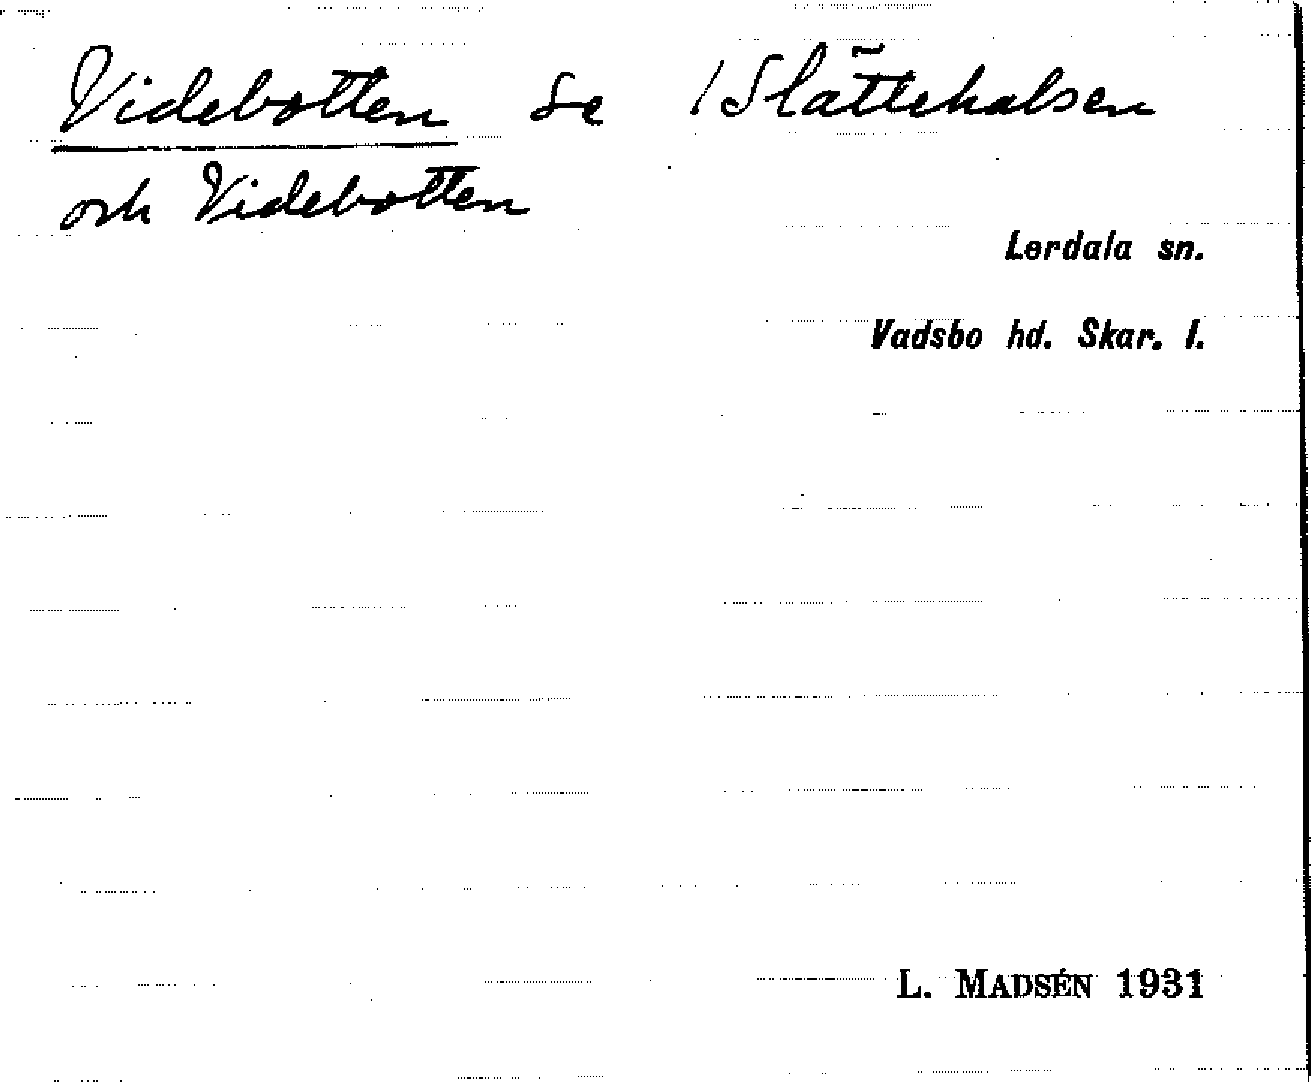 Videbotten se /Slättehalsen
och Videbotten
Lerdala sn.
Vadsbo hd. Skar. l.
L. MADSÉN 1931